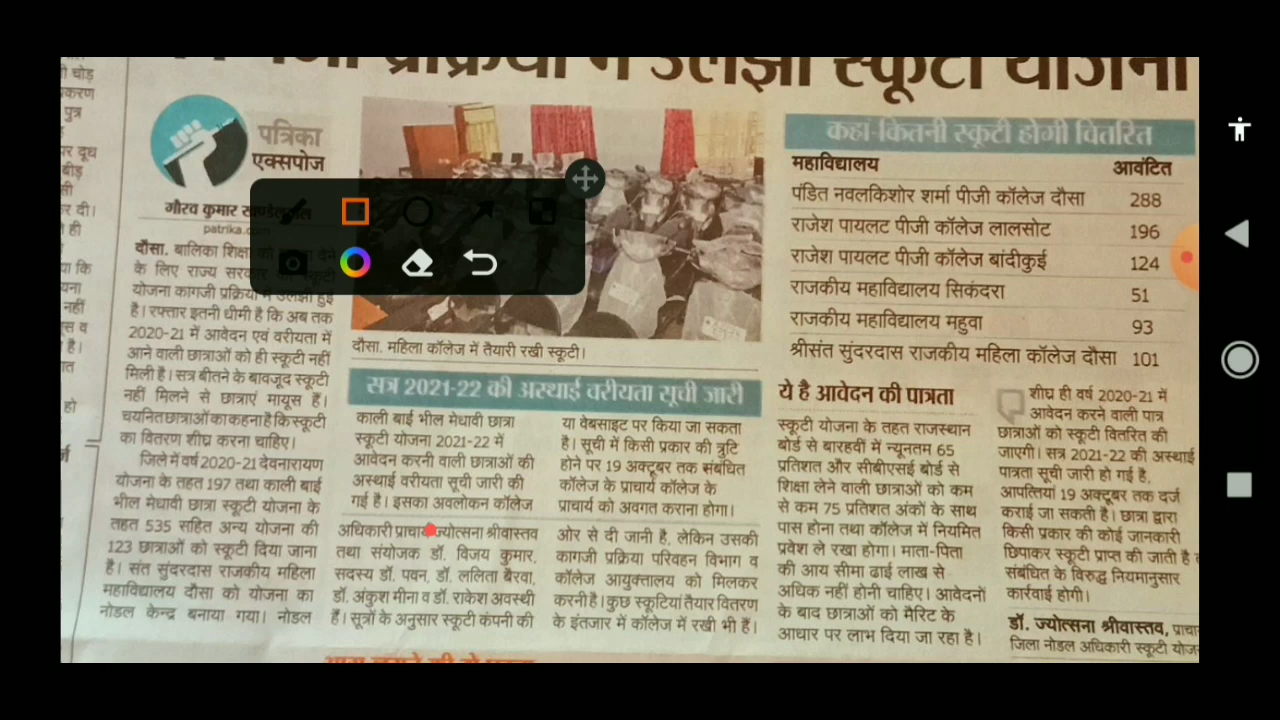 प्रक्रिया में उलझी स्कूटी योजना
पत्रिका
एक्सपोज
गौरव कुमार
patrika.
दौसा. बालिका शिक्षा
के लिए राज्य सरकार
योजना कागजी प्रक्रिया में उलझी हुई
है। रफ्तार इतनी धीमी है कि अब तक
2020-21 में आवेदन एवं वरीयता में
आने वाली छात्राओं को ही स्कूटी नहीं
मिली है। सत्र बीतने के बावजूद स्कूटी
नहीं मिलने से छात्राएं मायूस हैं।
चयनित छात्राओं का कहना है कि स्कूटी
का वितरण शीघ्र करना चाहिए।
जिले में वर्ष 2020-21 देवनारायण
योजना के तहत 197 तथा काली बाई
भील मेधावी छात्रा स्कूटी योजना के
तहत 535 सहित अन्य योजना की
123 छात्राओं को स्कूटी दिया जाना
है। संत सुंदरदास राजकीय महिला
महाविद्यालय दौसा को योजना का
नोडल केन्द्र बनाया गया। नोडल
दौसा. महिला कॉलेज में तैयारी रखी स्कूटी।
सत्र 2021-22 की अस्थाई वरीयता सूची जारी
काली बाई भील मेधावी छात्रा
स्कूटी योजना 2021-22 में
आवेदन करनी वाली छात्राओं की
अस्थाई वरीयता सूची जारी की
गई है। इसका अवलोकन कॉलेज
या वेबसाइट पर किया जा सकता
है। सूची में किसी प्रकार की त्रुटि
होने पर 19 अक्टूबर तक संबंधित
कॉलेज के प्राचार्य कॉलेज के
प्राचार्य को अवगत कराना होगा।
अधिकारी प्राचार्य ज्योत्सना श्रीवास्तव
तथा संयोजक डॉ. विजय कुमार,
सदस्य डॉ. पवन, डॉ. ललिता बैरवा,
डॉ. अंकुश मीना व डॉ. राकेश अवस्थी
हैं। सूत्रों के अनुसार स्कूटी कंपनी की
ओर से दी जानी है, लेकिन उसकी
कागजी प्रक्रिया परिवहन विभाग व
कॉलेज आयुक्तालय को मिलकर
करनी है। कुछ स्कूटियां तैयार वितरण
के इंतजार में कॉलेज में रखी भी हैं।
कहां-कितनी स्कूटी होगी वितरित
महाविद्यालय आवंटित
पंडित नवलकिशोर शर्मा पीजी कॉलेज दौसा 288
राजेश पायलट पीजी कॉलेज लालसोट 196
राजेश पायलट पीजी कॉलेज बांदीकुई 124
राजकीय महाविद्यालय सिकंदरा 51
राजकीय महाविद्यालय महुवा 93
श्रीसंत सुंदरदास राजकीय महिला कॉलेज दौसा 101
ये है आवेदन की पात्रता
स्कूटी योजना के तहत राजस्थान
बोर्ड से बारहवीं में न्यूनतम 65
प्रतिशत और सीबीएसई बोर्ड से
शिक्षा लेने वाली छात्राओं को कम
से कम 75 प्रतिशत अंकों के साथ
पास होना तथा कॉलेज में नियमित
प्रवेश ले रखा होगा। माता-पिता
की आय सीमा ढाई लाख से
अधिक नहीं होनी चाहिए। आवेदनों
के बाद छात्राओं को मैरिट के
आधार पर लाभ दिया जा रहा है।
शीघ्र ही वर्ष 2020-21 में
आवेदन करने वाली पात्र
छात्राओं को स्कूटी वितरित की
जाएगी। सत्र 2021-22 की अस्थाई
पात्रता सूची जारी हो गई है,
आपत्तियां 19 अक्टूबर तक दर्ज
कराई जा सकती है। छात्रा द्वारा
किसी प्रकार की कोई जानकारी
छिपाकर स्कूटी प्राप्त की जाती है
संबंधित के विरुद्ध नियमानुसार
कार्रवाई होगी।
डॉ. ज्योत्सना श्रीवास्तव,
जिला नोडल अधिकारी स्कूटी